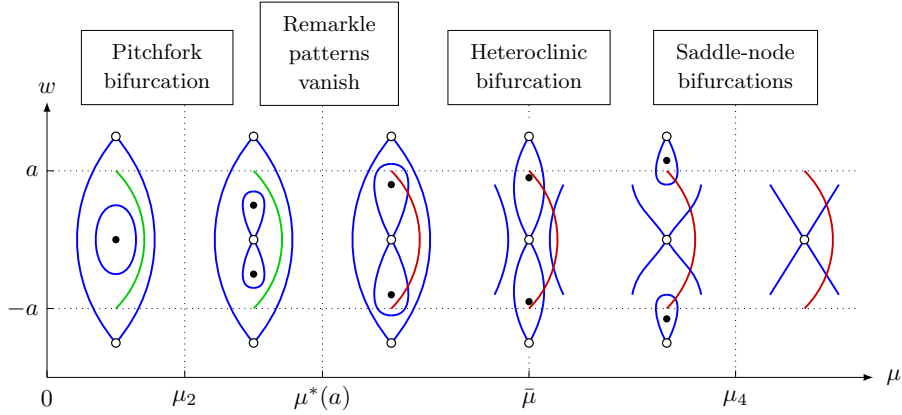 Pitchfork
bifurcation
Remarkle
patterns
vanish
Heteroclinic
bifurcation
Saddle-node
bifurcations
w
a
−a
0
μ₂
μ*(a)
μ̄
μ₄
μ